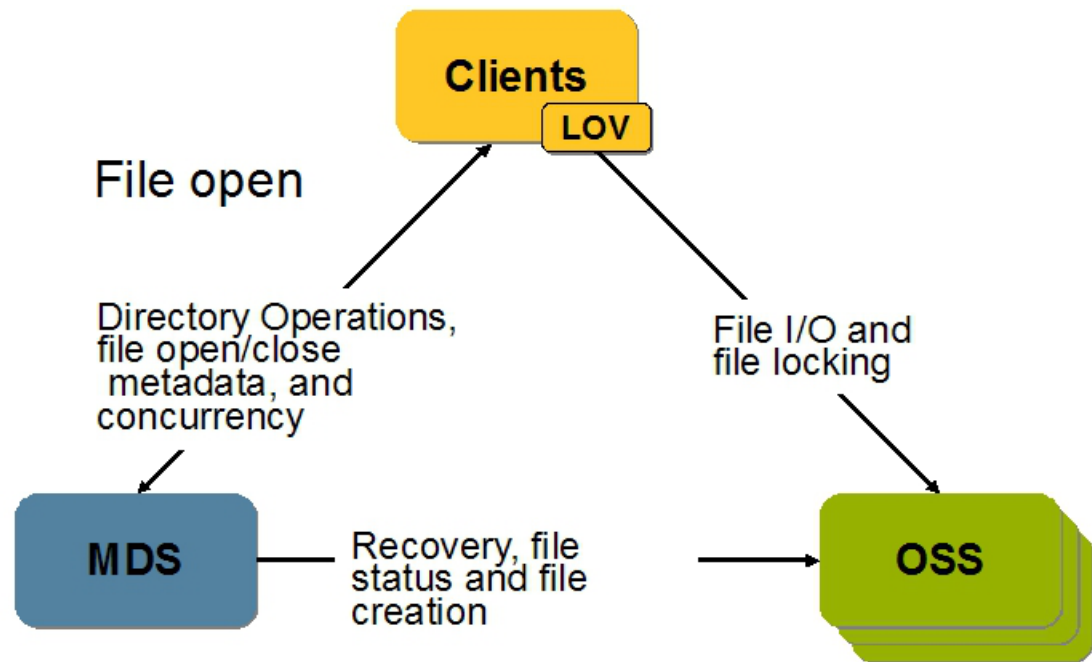 Clients
LOV
File open
Directory Operations,
file open/close
metadata, and
concurrency
File I/O and
file locking
MDS
Recovery, file
status and file
creation
OSS